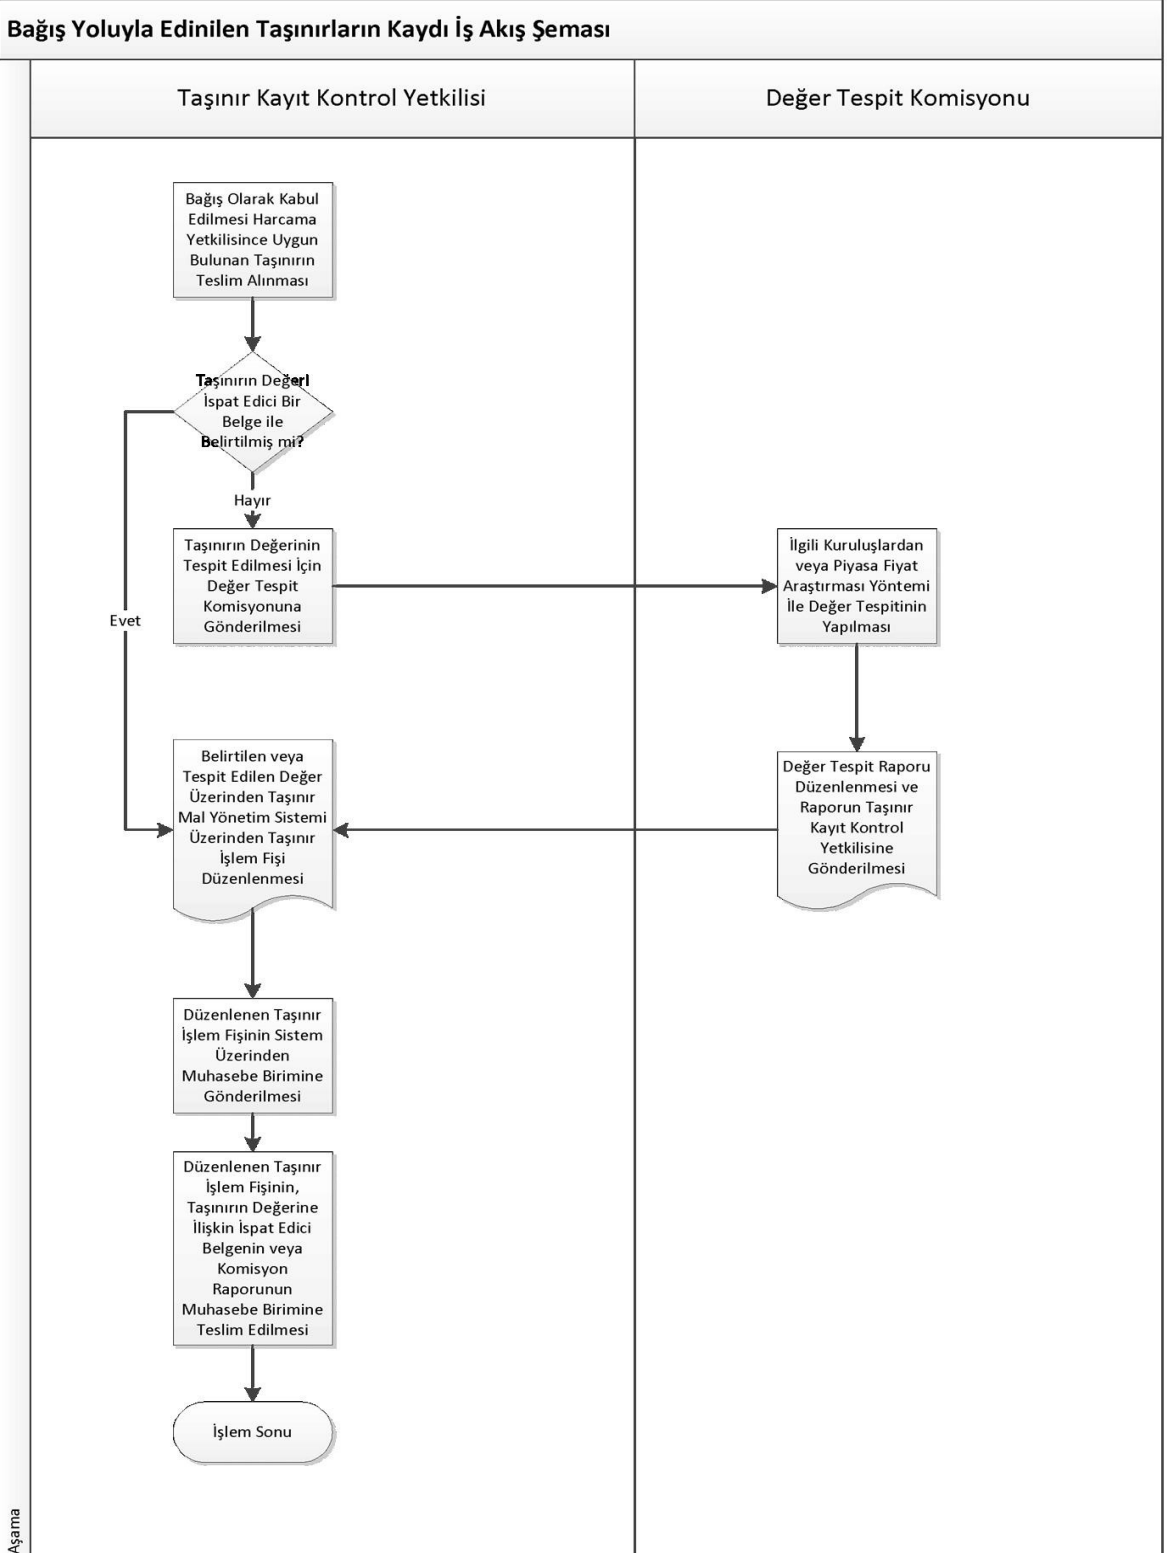 Bağış Yoluyla Edinilen Taşınırların Kaydı İş Akış Şeması
Taşınır Kayıt Kontrol Yetkilisi
Değer Tespit Komisyonu
Bağış Olarak Kabul
Edilmesi Harcama
Yetkilisince Uygun
Bulunan Taşınırın
Teslim Alınması
Taşınırın Değeri
İspat Edici Bir
Belge ile
Belirtilmiş mi?
Hayır
Evet
Taşınırın Değerinin
Tespit Edilmesi İçin
Değer Tespit
Komisyonuna
Gönderilmesi
İlgili Kuruluşlardan
veya Piyasa Fiyat
Araştırması Yöntemi
İle Değer Tespitinin
Yapılması
Değer Tespit Raporu
Düzenlenmesi ve
Raporun Taşınır
Kayıt Kontrol
Yetkilisine
Gönderilmesi
Belirtilen veya
Tespit Edilen Değer
Üzerinden Taşınır
Mal Yönetim Sistemi
Üzerinden Taşınır
İşlem Fişi
Düzenlenmesi
Düzenlenen Taşınır
İşlem Fişinin Sistem
Üzerinden
Muhasebe Birimine
Gönderilmesi
Düzenlenen Taşınır
İşlem Fişinin,
Taşınırın Değerine
İlişkin İspat Edici
Belgenin veya
Komisyon
Raporunun
Muhasebe Birimine
Teslim Edilmesi
İşlem Sonu
Aşama